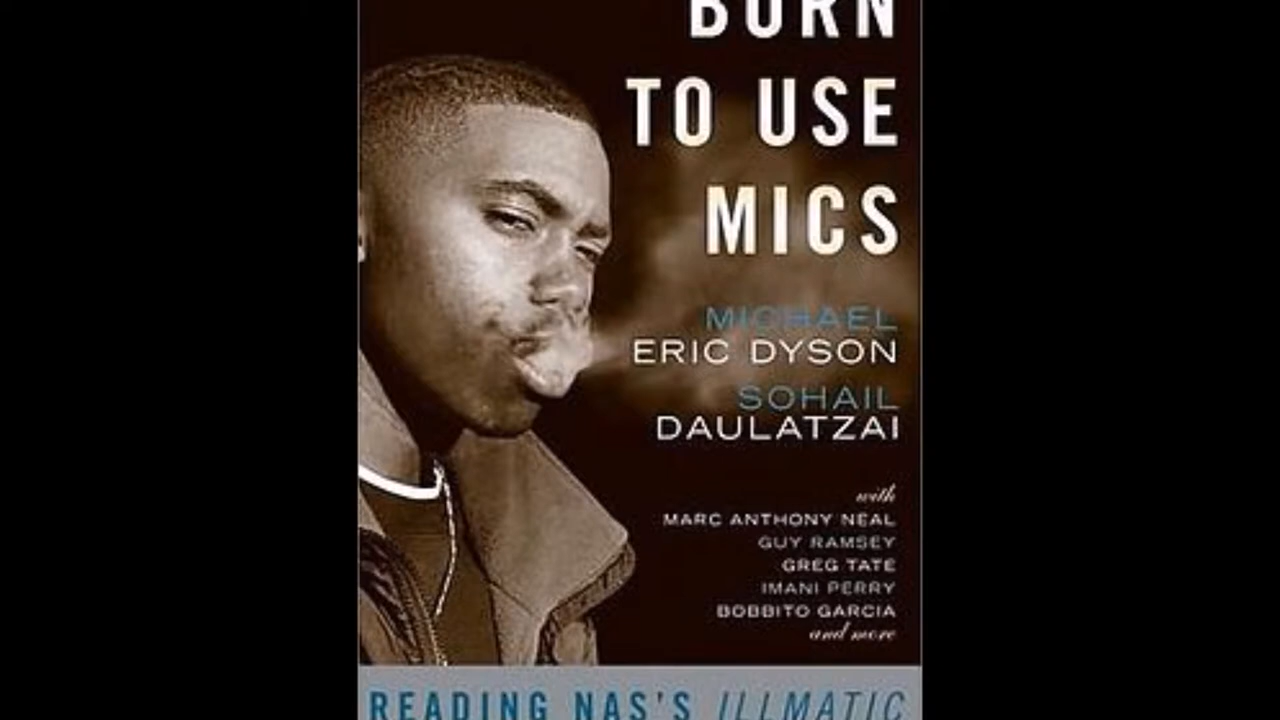 BORN
TO USE
MICS
MICHAEL
ERIC DYSON
SOHAIL
DAULATZAI
with
MARC ANTHONY NEAL
GUY RAMSEY
GREG TATE
IMANI PERRY
BOBBITO GARCIA
and more
READING NAS'S ILLMATIC